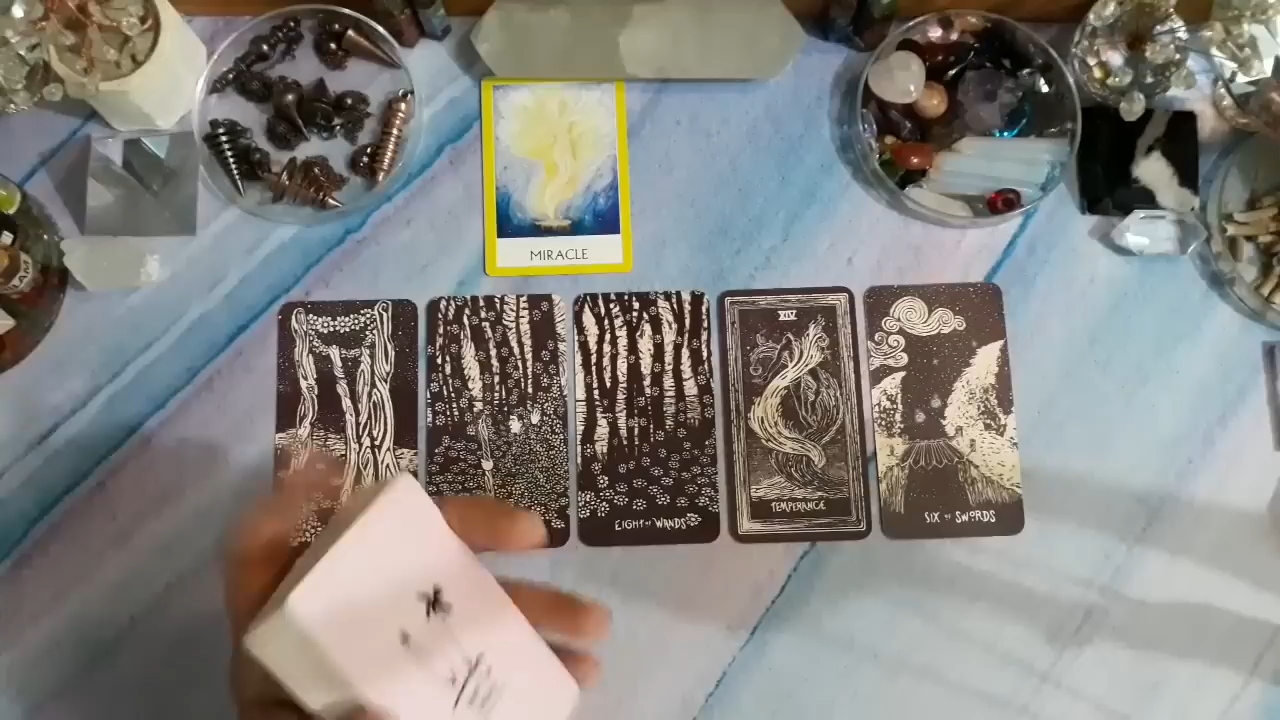 MIRACLE
XIV
EIGHT OF WANDS
TEMPERANCE
SIX OF SWORDS